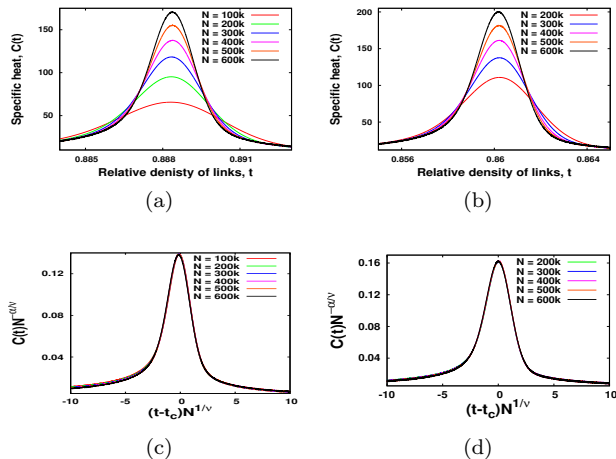 Specific heat, C(t)
150
100
50
0.885
0.888
0.891
Relative denisty of links, t
N = 100k
N = 200k
N = 300k
N = 400k
N = 500k
N = 600k
(a)
Specific heat, C(t)
200
150
100
50
0.856
0.86
0.864
Relative density of links, t
N = 200k
N = 300k
N = 400k
N = 500k
N = 600k
(b)
C(t)N^-α/ν
0.12
0.08
0.04
-10
-5
0
5
10
(t-t_c)N^1/ν
N = 100k
N = 200k
N = 300k
N = 400k
N = 500k
N = 600k
(c)
C(t)N^-α/ν
0.16
0.12
0.08
0.04
-10
-5
0
5
10
(t-t_c)N^1/ν
N = 200k
N = 300k
N = 400k
N = 500k
N = 600k
(d)